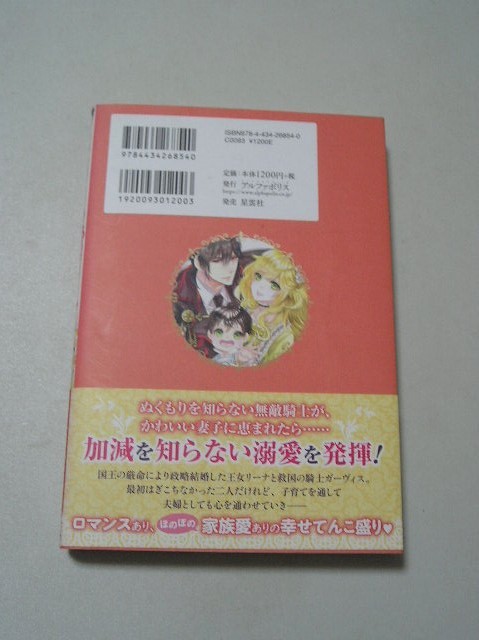 ISBN978-4-434-26854-0
C0093 ¥1200E
9784434268540
1920093012003
定価：本体1200円+税
発行 アルファポリス
https://www.alphapolis.co.jp/
発売 星雲社
ぬくもりを知らない無敵騎士が、
かわいい妻子に恵まれたら……
加減を知らない溺愛を発揮！
国王の厳命により政略結婚した王女リーナと救国の騎士ガーヴィス。
最初はぎこちなかった二人だけれど、子育てを通して
夫婦としても心を通わせていき――
ロマンスあり、ほのぼの家族愛ありの幸せてんこ盛り♥